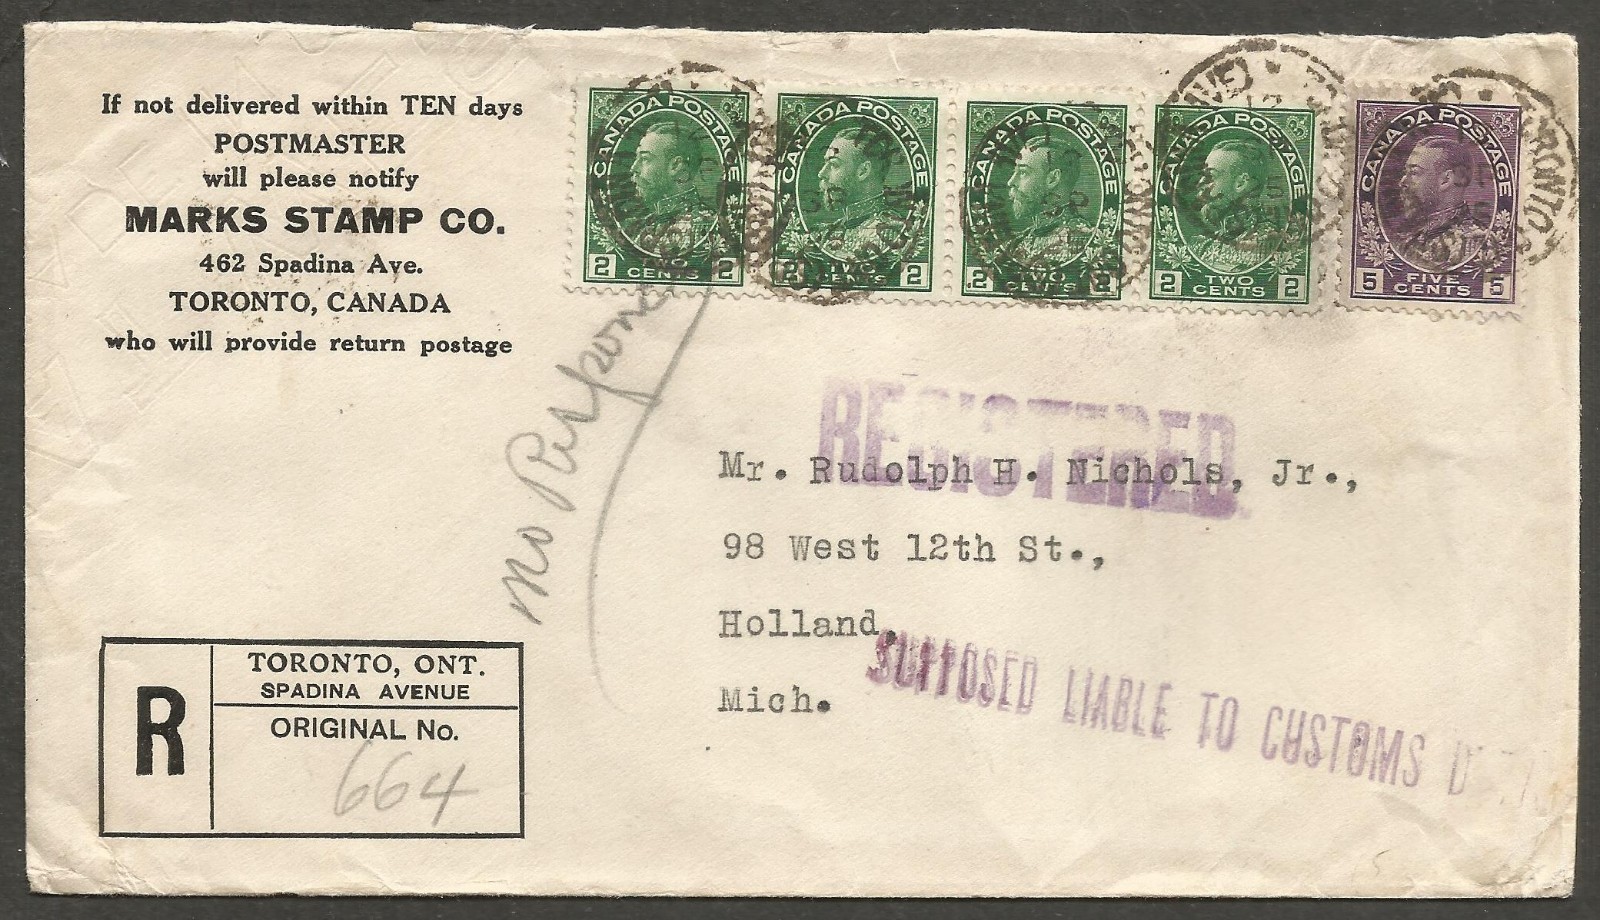 If not delivered within TEN days
POSTMASTER
will please notify
MARKS STAMP CO.
462 Spadina Ave.
TORONTO, CANADA
who will provide return postage
CANADA POSTAGE
2 TWO CENTS 2
CANADA POSTAGE
2 TWO CENTS 2
CANADA POSTAGE
2 TWO CENTS 2
CANADA POSTAGE
2 TWO CENTS 2
CANADA POSTAGE
5 FIVE CENTS 5
TORONTO
No
REGISTERED
Mr. Rudolph H. Nichols, Jr.,
98 West 12th St.,
Holland,
Mich.
SUPPOSED LIABLE TO CUSTOMS
R
TORONTO, ONT.
SPADINA AVENUE
ORIGINAL No.
664